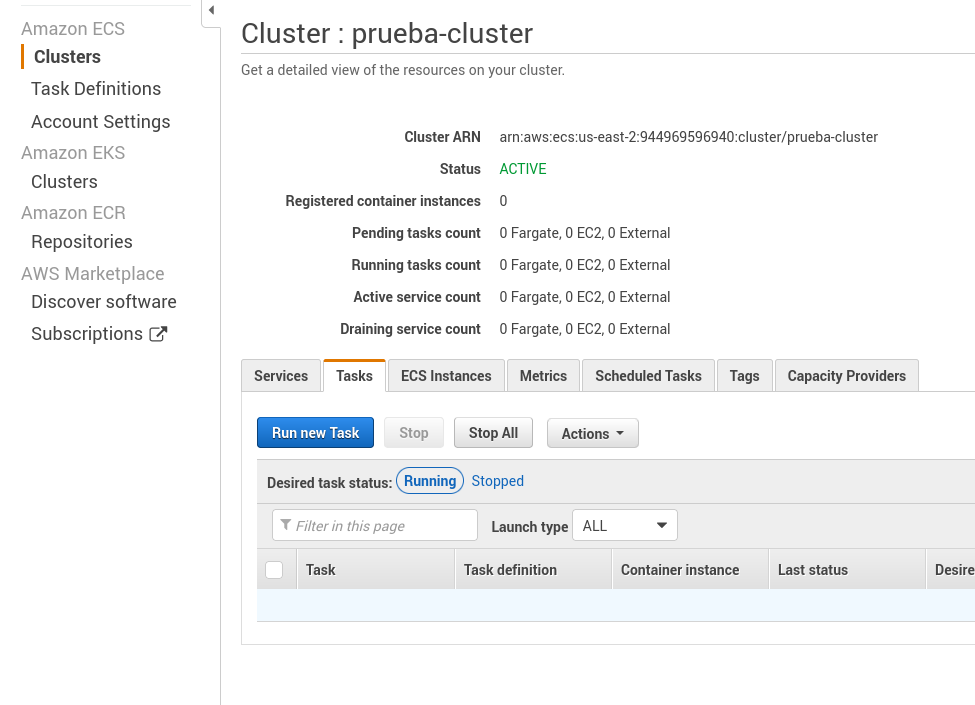 Amazon ECS
Clusters
Task Definitions
Account Settings
Amazon EKS
Clusters
Amazon ECR
Repositories
AWS Marketplace
Discover software
Subscriptions
Cluster : prueba-cluster
Get a detailed view of the resources on your cluster.
Cluster ARN arn:aws:ecs:us-east-2:944969596940:cluster/prueba-cluster
Status ACTIVE
Registered container instances 0
Pending tasks count 0 Fargate, 0 EC2, 0 External
Running tasks count 0 Fargate, 0 EC2, 0 External
Active service count 0 Fargate, 0 EC2, 0 External
Draining service count 0 Fargate, 0 EC2, 0 External
Services Tasks ECS Instances Metrics Scheduled Tasks Tags Capacity Providers
Run new Task Stop Stop All Actions
Desired task status: Running Stopped
Filter in this page Launch type ALL
Task Task definition Container instance Last status Desire